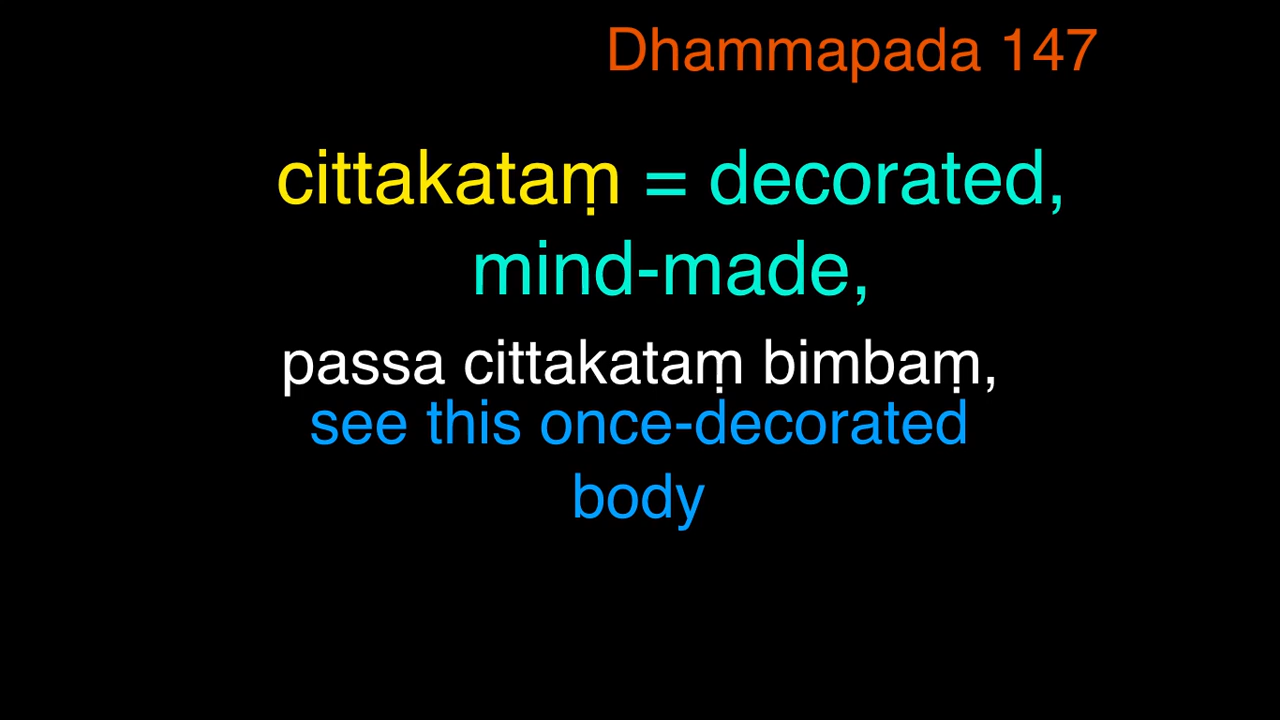 Dhammapada 147
cittakataṃ = decorated,
mind-made,
passa cittakataṃ bimbaṃ,
see this once-decorated
body